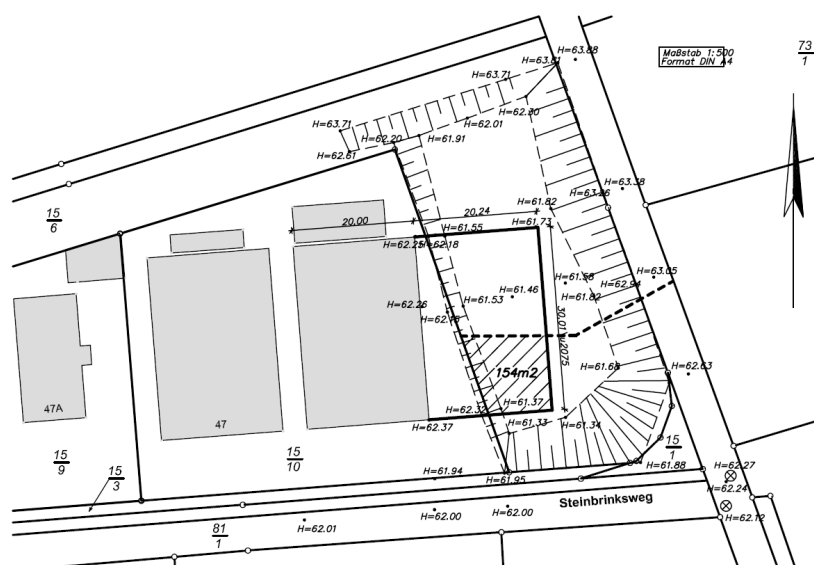 Maßstab 1:500
Format DIN A4
73
1
H=63.88
H=63.81
H=63.71
H=62.30
H=62.01
H=63.71
H=62.20
H=61.91
H=62.61
H=63.38
H=63.26
15
6
20.00
20.24
H=61.82
H=61.73
H=61.55
H=62.25
H=62.18
H=63.05
H=62.94
H=61.58
H=61.82
H=61.46
H=61.53
H=62.26
30.01 \u2075
H=61.68
H=62.63
154m2
H=61.37
H=62.32
H=62.37
H=61.33
H=61.34
47A
47
15
9
15
3
15
10
15
1
H=61.94
H=61.95
H=61.88
H=62.27
H=62.24
H=62.12
Steinbrinksweg
H=62.00
H=62.00
H=62.01
81
1